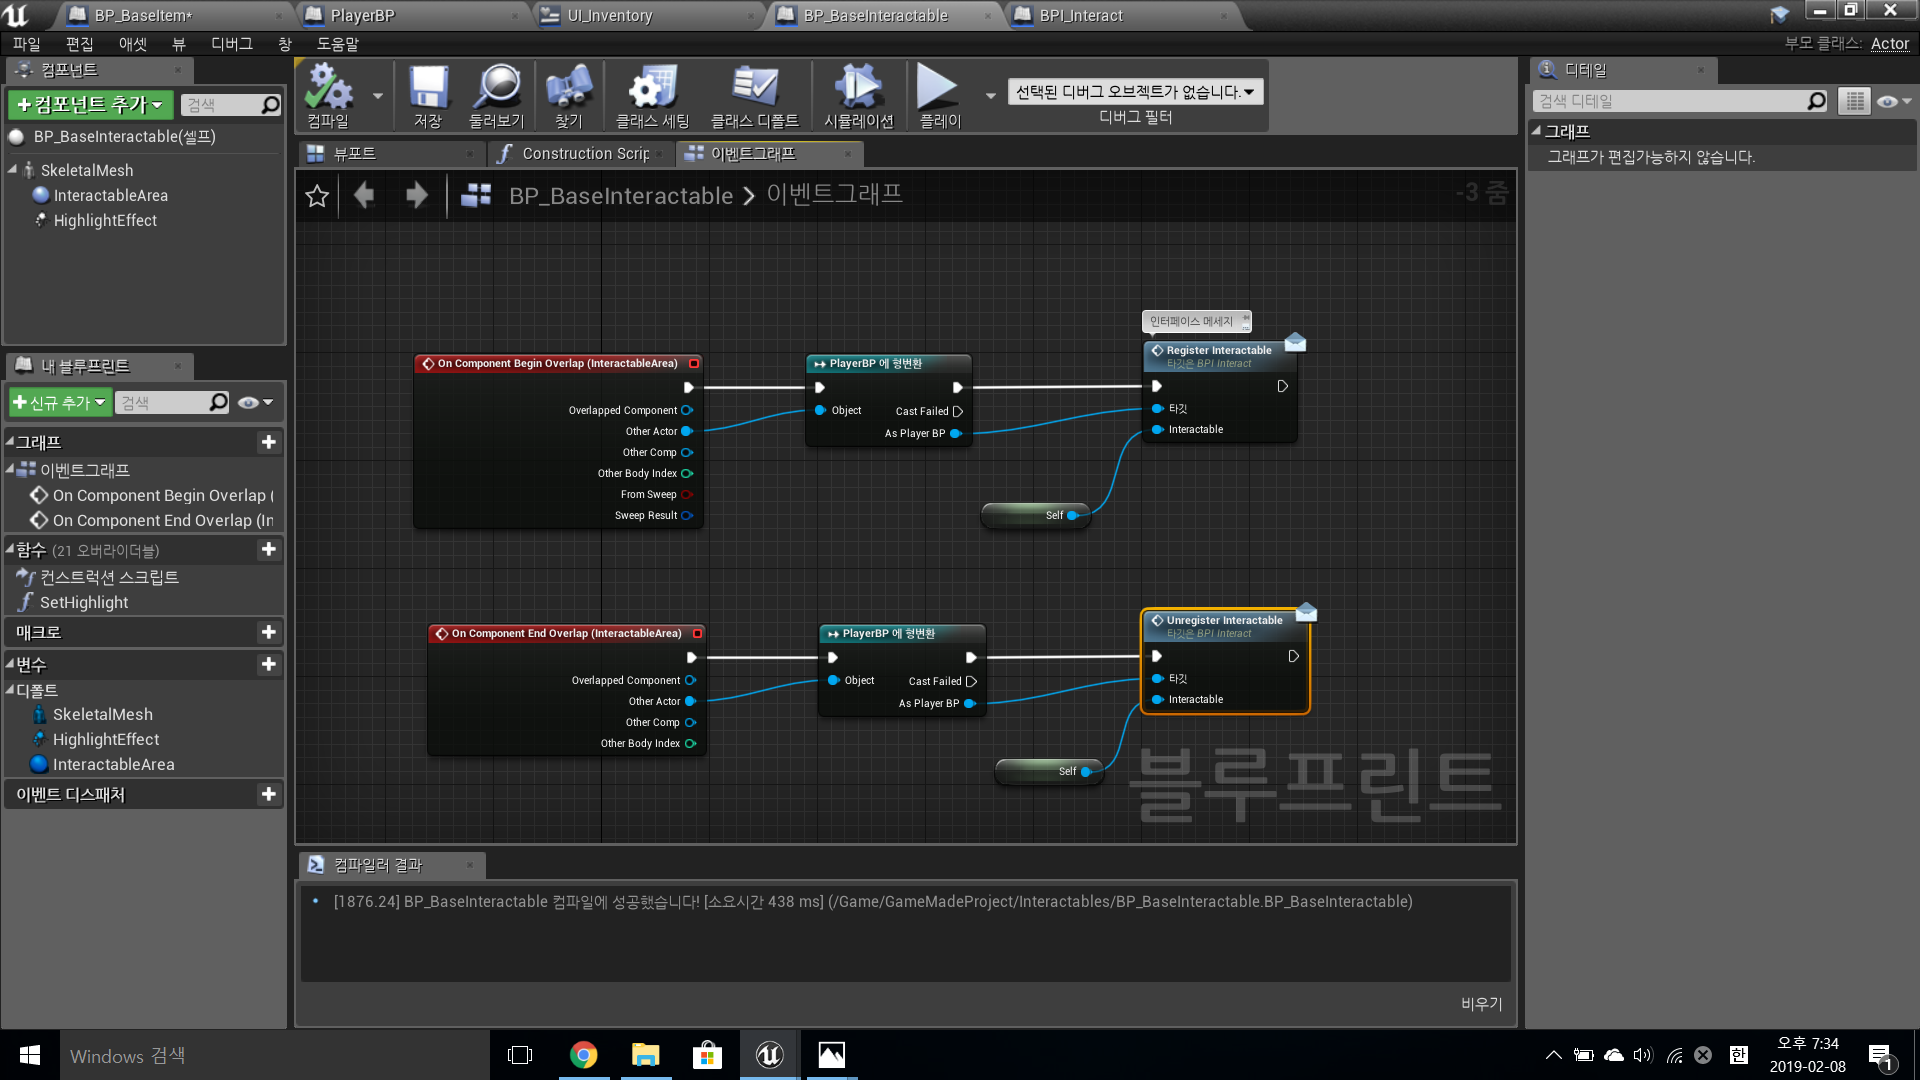 BP_BaseItem*
PlayerBP
UI_Inventory
BP_BaseInteractable
BPI_Interact
파일 편집 애셋 뷰 디버그 창 도움말
부모 클래스: Actor
컴포넌트
+컴포넌트 추가
검색
BP_BaseInteractable(셀프)
SkeletalMesh
InteractableArea
HighlightEffect
내 블루프린트
+신규 추가
검색
그래프
이벤트그래프
On Component Begin Overlap (
On Component End Overlap (In
함수 (21 오버라이더블)
컨스트럭션 스크립트
SetHighlight
매크로
변수
디폴트
SkeletalMesh
HighlightEffect
InteractableArea
이벤트 디스패처
컴파일
저장
둘러보기
찾기
클래스 세팅
클래스 디폴트
시뮬레이션
플레이
선택된 디버그 오브젝트가 없습니다.
디버그 필터
뷰포트
Construction Scrip
이벤트그래프
BP_BaseInteractable > 이벤트그래프
-3 줌
On Component Begin Overlap (InteractableArea)
Overlapped Component
Other Actor
Other Comp
Other Body Index
From Sweep
Sweep Result
PlayerBP 에 형변환
Object
Cast Failed
As Player BP
인터페이스 메세지
Register Interactable
타깃은 BPI Interact
타깃
Interactable
Self
On Component End Overlap (InteractableArea)
Overlapped Component
Other Actor
Other Comp
Other Body Index
PlayerBP 에 형변환
Object
Cast Failed
As Player BP
Unregister Interactable
타깃은 BPI Interact
타깃
Interactable
Self
블루프린트
컴파일러 결과
[1876.24] BP_BaseInteractable 컴파일에 성공했습니다! [소요시간 438 ms] (/Game/GameMadeProject/Interactables/BP_BaseInteractable.BP_BaseInteractable)
비우기
디테일
검색 디테일
그래프
그래프가 편집가능하지 않습니다.
Windows 검색
한
오후 7:34
2019-02-08
1